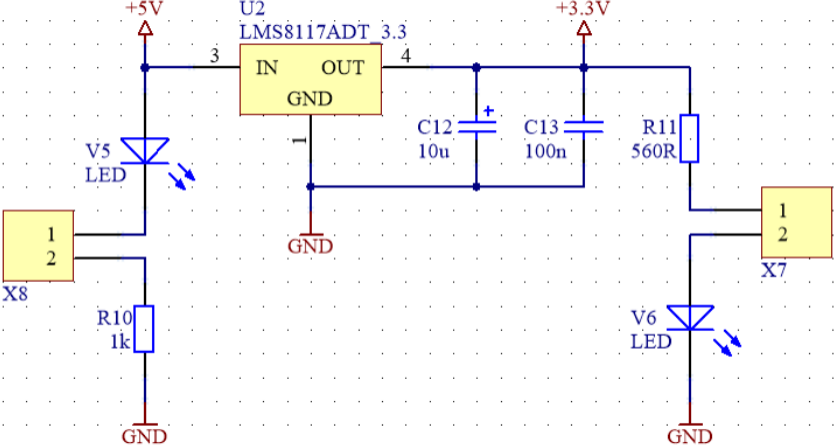 +5V
U2
LMS8117ADT_3.3
+3.3V
3
IN
OUT
4
GND
1
V5
LED
C12
10u
+
C13
100n
R11
560R
GND
1
2
X8
1
2
X7
R10
1k
V6
LED
GND
GND